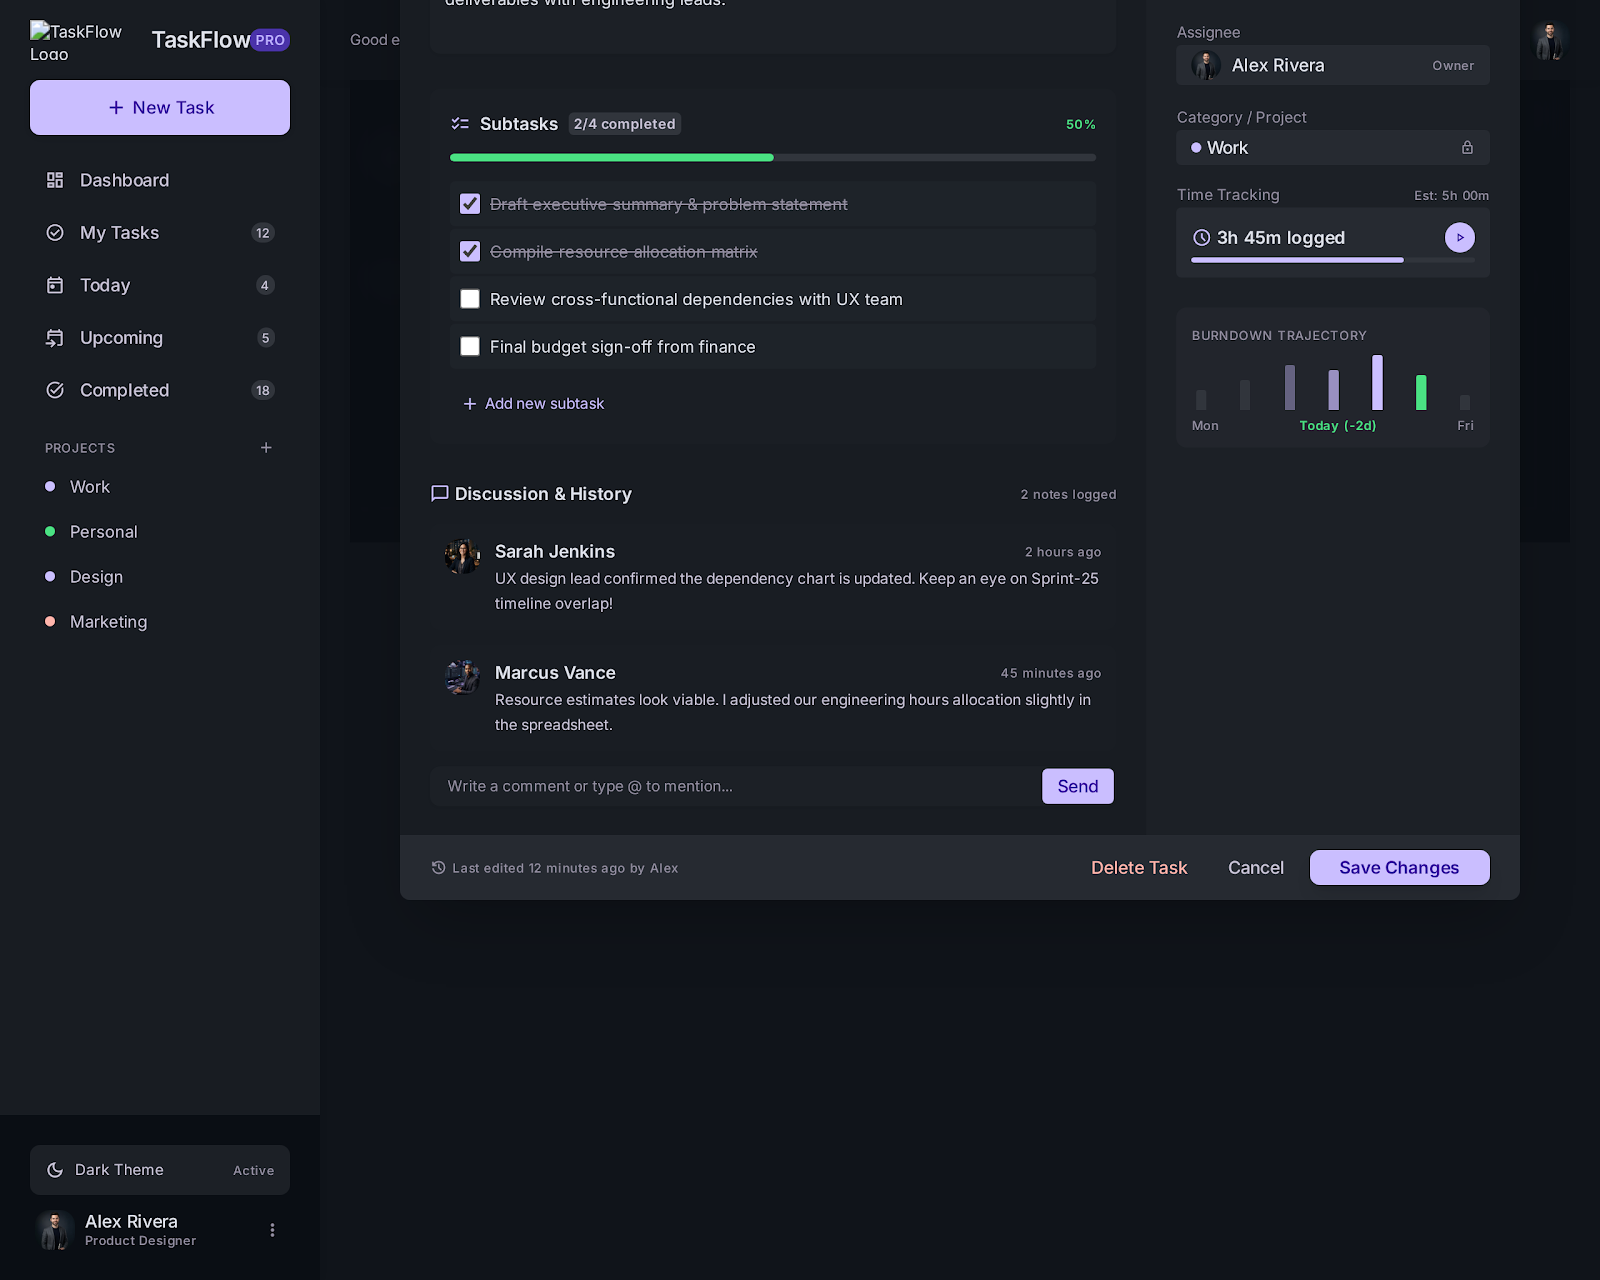 TaskFlow
Logo
TaskFlow PRO
+ New Task
Dashboard
My Tasks 12
Today 4
Upcoming 5
Completed 18
PROJECTS +
Work
Personal
Design
Marketing
Dark Theme Active
Alex Rivera
Product Designer
Good e
deliverables with engineering leads.
Subtasks 2/4 completed 50%
Draft executive summary & problem statement
Compile resource allocation matrix
Review cross-functional dependencies with UX team
Final budget sign-off from finance
+ Add new subtask
Discussion & History 2 notes logged
Sarah Jenkins 2 hours ago
UX design lead confirmed the dependency chart is updated. Keep an eye on Sprint-25
timeline overlap!
Marcus Vance 45 minutes ago
Resource estimates look viable. I adjusted our engineering hours allocation slightly in
the spreadsheet.
Write a comment or type @ to mention... Send
Assignee
Alex Rivera Owner
Category / Project
Work
Time Tracking Est: 5h 00m
3h 45m logged
BURNDOWN TRAJECTORY
Mon Today (-2d) Fri
Last edited 12 minutes ago by Alex Delete Task Cancel Save Changes